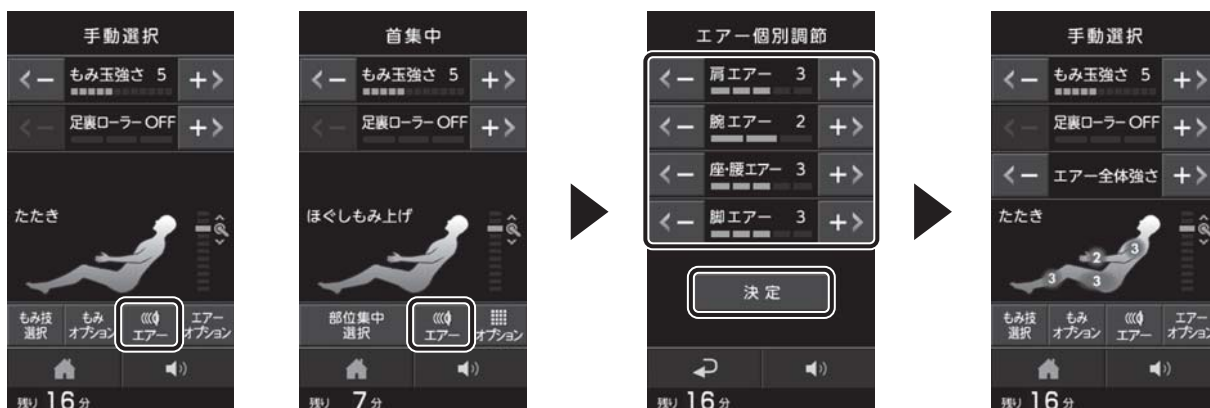 手動選択
もみ玉強さ 5
足裏ローラー OFF
たたき
もみ技
選択
もみ
オプション
エアー
エアー
オプション
残り 16 分
首集中
もみ玉強さ 5
足裏ローラー OFF
ほぐしもみ上げ
部位集中
選択
エアー
オプション
残り 7 分
エアー個別調節
肩エアー 3
腕エアー 2
座・腰エアー 3
脚エアー 3
決定
残り 16 分
手動選択
もみ玉強さ 5
足裏ローラー OFF
エアー全体強さ
たたき
3
2
3
3
もみ技
選択
もみ
オプション
エアー
エアー
オプション
残り 16 分